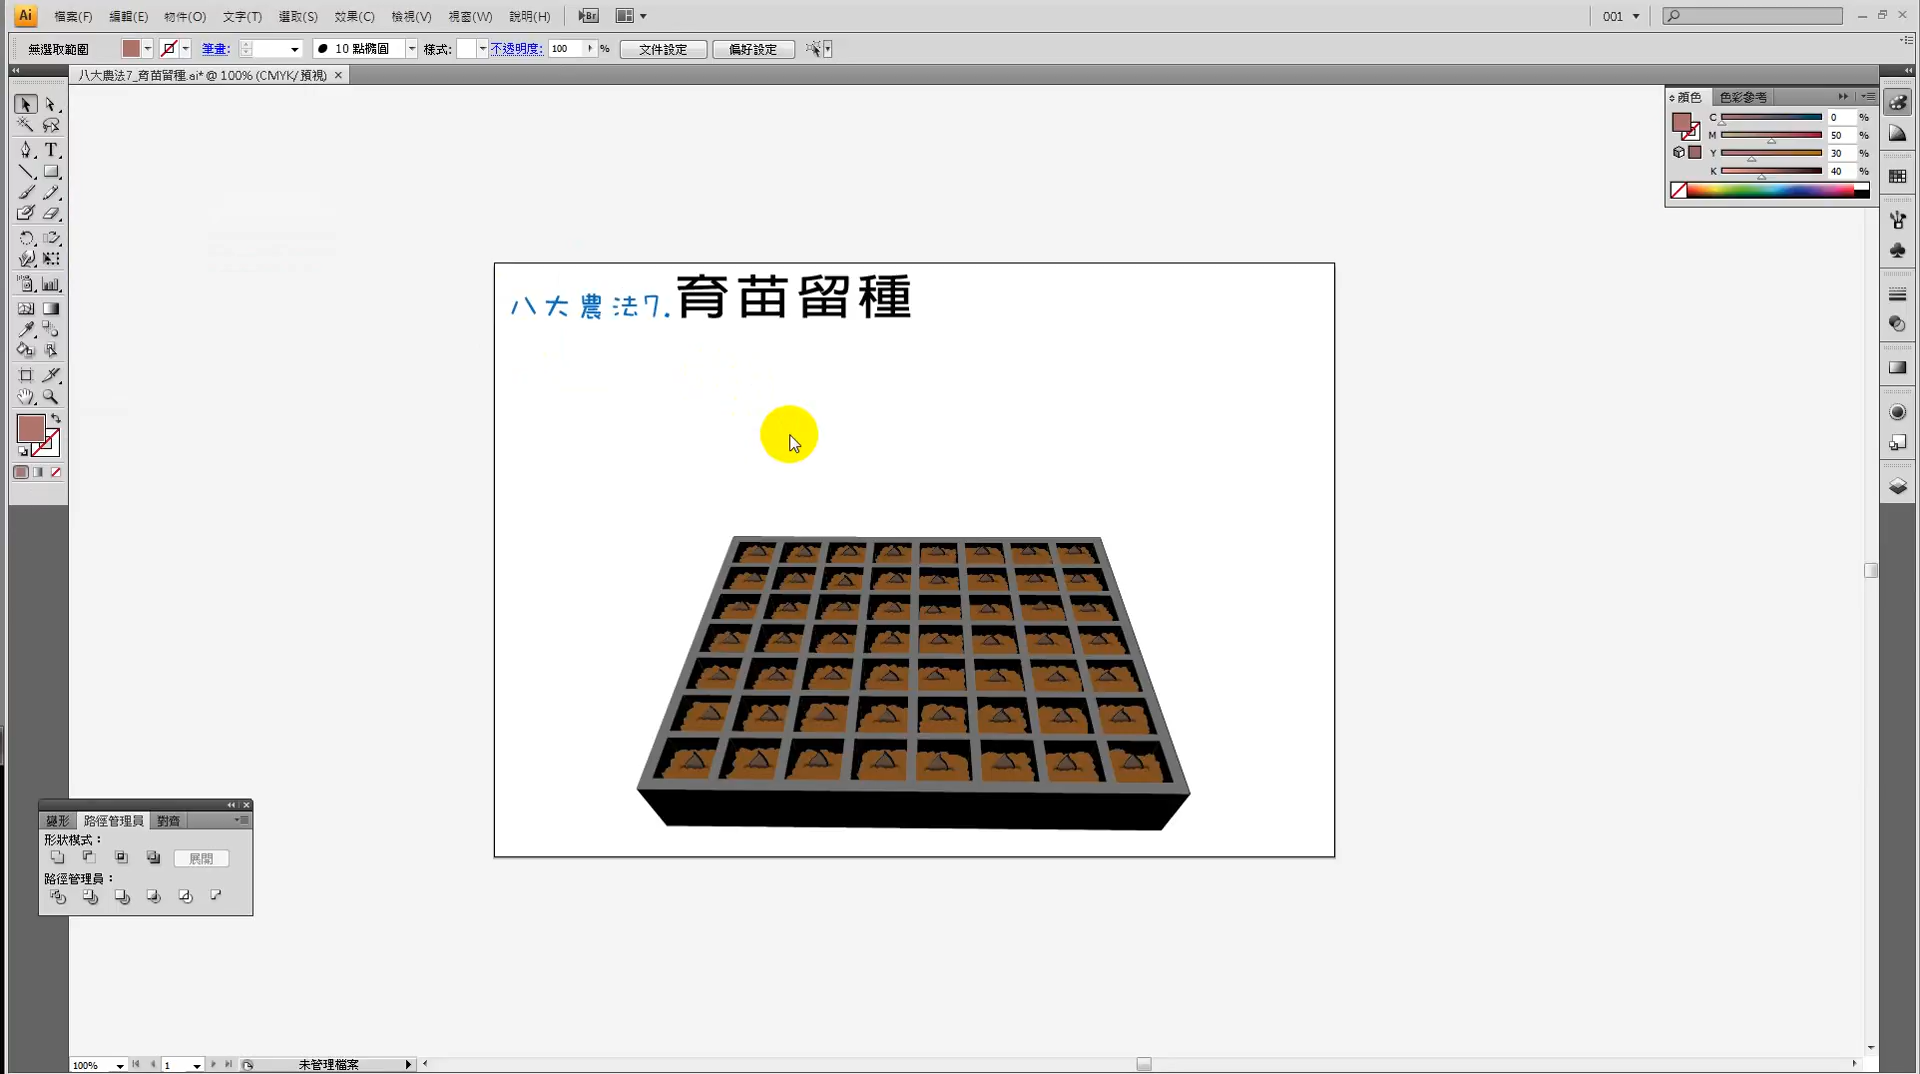 Ai 檔案(F) 編輯(E) 物件(O) 文字(T) 選取(S) 效果(C) 檢視(V) 視窗(W) 說明(H) Br 001
無選取範圍 筆畫: 10 點橢圓 樣式: 不透明度: 100 % 文件設定 偏好設定
八大農法7_育苗留種.ai* @ 100% (CMYK/預視)
顏色 色彩參考
C 0 %
M 50 %
Y 30 %
K 40 %
八大農法7.育苗留種
變形 路徑管理員 對齊
形狀模式：
展開
路徑管理員：
100% 1 未管理檔案